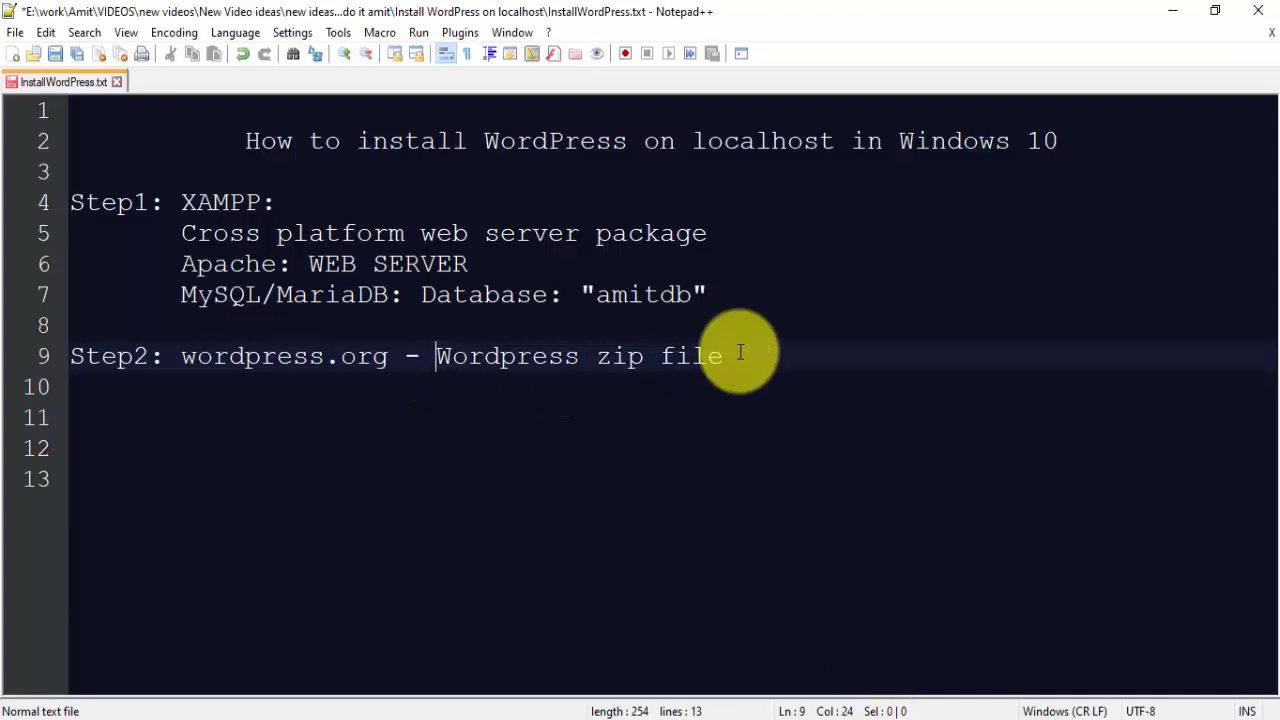 *E:\work\Amit\VIDEOS\new videos\New Video ideas\new ideas...do it amit\Install WordPress on localhost\InstallWordPress.txt - Notepad++
File Edit Search View Encoding Language Settings Tools Macro Run Plugins Window ? X
InstallWordPress.txt
1
2 How to install WordPress on localhost in Windows 10
3
4 Step1: XAMPP:
5 Cross platform web server package
6 Apache: WEB SERVER
7 MySQL/MariaDB: Database: "amitdb"
8
9 Step2: wordpress.org - Wordpress zip file
10
11
12
13
Normal text file length : 254 lines : 13 Ln : 9 Col : 24 Sel : 0 | 0 Windows (CR LF) UTF-8 INS